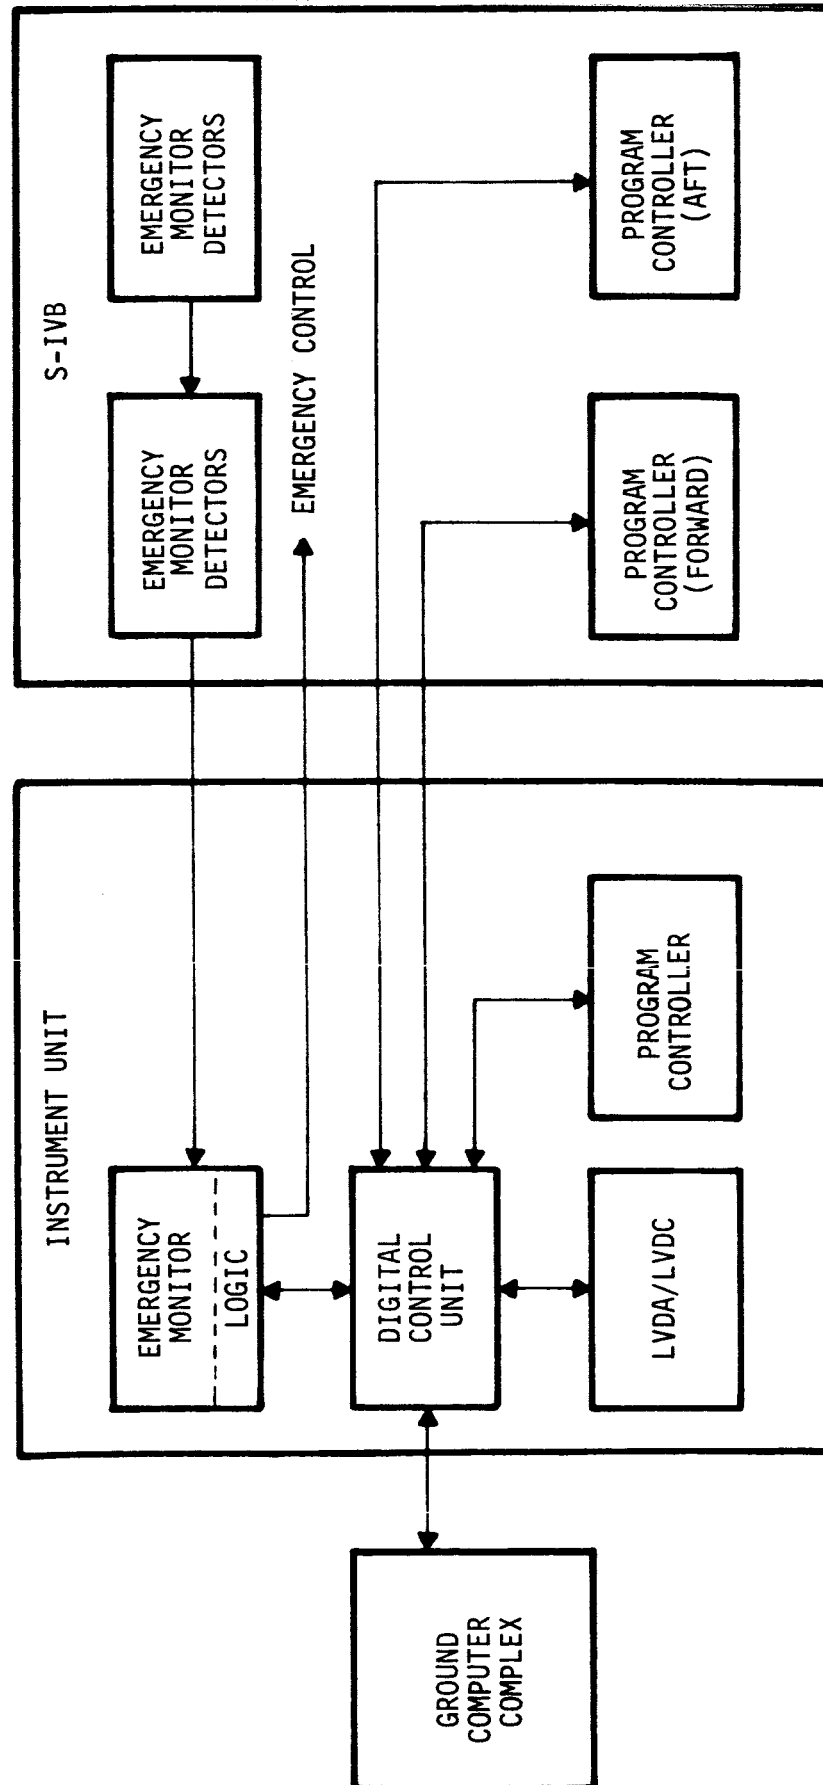 INSTRUMENT UNIT
S-IVB
EMERGENCY
MONITOR
LOGIC
EMERGENCY
MONITOR
DETECTORS
EMERGENCY
MONITOR
DETECTORS
EMERGENCY CONTROL
GROUND
COMPUTER
COMPLEX
DIGITAL
CONTROL
UNIT
LVDA/LVDC
PROGRAM
CONTROLLER
PROGRAM
CONTROLLER
(FORWARD)
PROGRAM
CONTROLLER
(AFT)